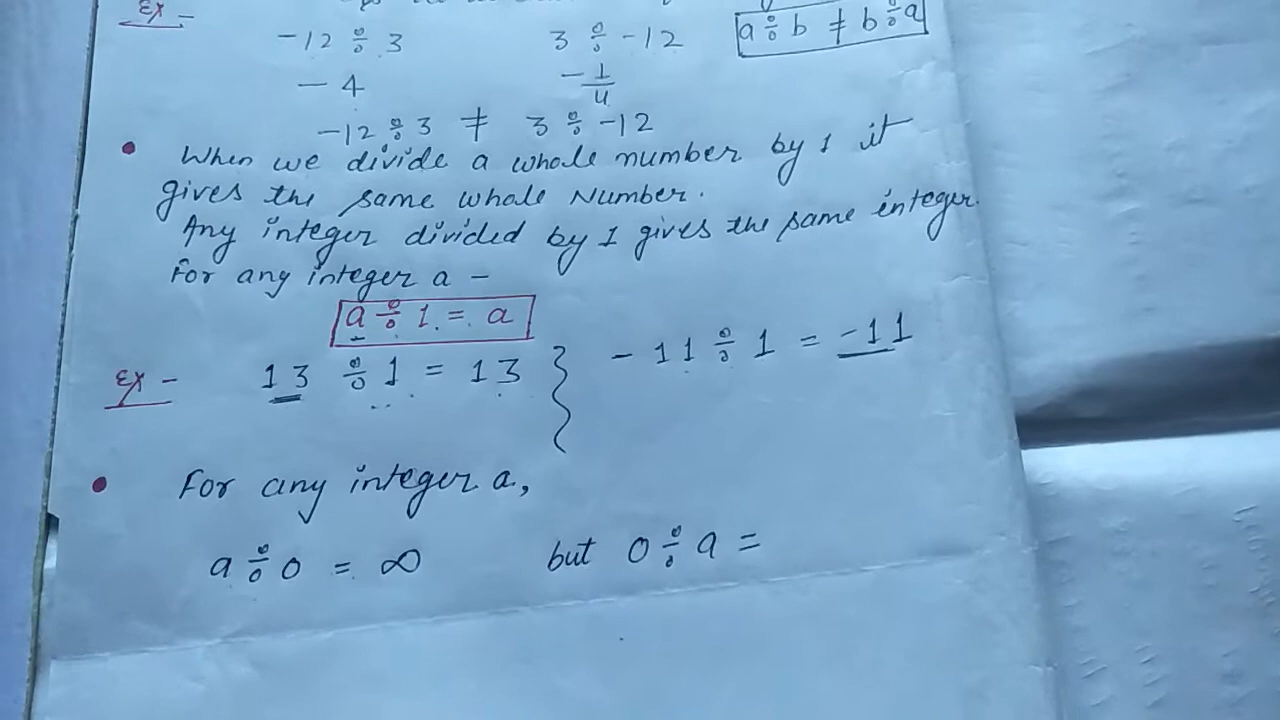 Ex -
-12 ÷ 3 3 ÷ -12 a ÷ b ≠ b ÷ a
- 4 - 1/4
-12 ÷ 3 ≠ 3 ÷ -12
• When we divide a whole number by 1 it
gives the same whole Number.
Any integer divided by 1 gives the same integer.
For any integer a -
a ÷ 1 = a
Ex - 13 ÷ 1 = 13 } - 11 ÷ 1 = -11
• For any integer a,
a ÷ 0 = ∞ but 0 ÷ a =